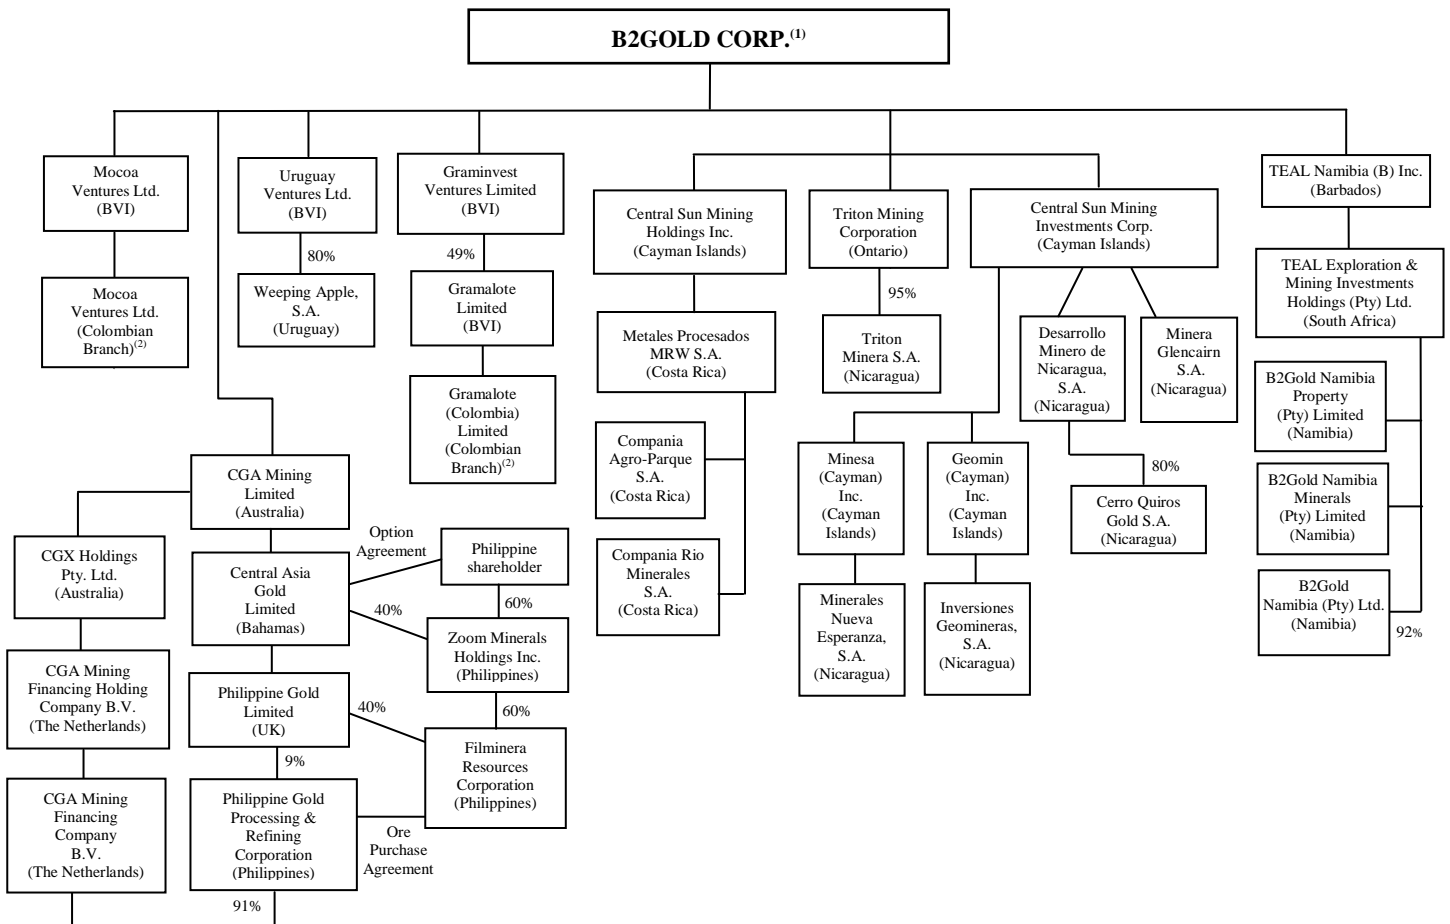 B2GOLD CORP.(1)
Mocoa
Ventures Ltd.
(BVI)
Mocoa
Ventures Ltd.
(Colombian
Branch)(2)
Uruguay
Ventures Ltd.
(BVI)
80%
Weeping Apple,
S.A.
(Uruguay)
Graminvest
Ventures Limited
(BVI)
49%
Gramalote
Limited
(BVI)
Gramalote
(Colombia)
Limited
(Colombian
Branch)(2)
Central Sun Mining
Holdings Inc.
(Cayman Islands)
Metales Procesados
MRW S.A.
(Costa Rica)
Compania
Agro-Parque
S.A.
(Costa Rica)
Compania Rio
Minerales
S.A.
(Costa Rica)
Triton Mining
Corporation
(Ontario)
95%
Triton
Minera S.A.
(Nicaragua)
Central Sun Mining
Investments Corp.
(Cayman Islands)
Desarrollo
Minero de
Nicaragua,
S.A.
(Nicaragua)
Minera
Glencairn
S.A.
(Nicaragua)
80%
Cerro Quiros
Gold S.A.
(Nicaragua)
Minesa
(Cayman)
Inc.
(Cayman
Islands)
Geomin
(Cayman)
Inc.
(Cayman
Islands)
Minerales
Nueva
Esperanza,
S.A.
(Nicaragua)
Inversiones
Geomineras,
S.A.
(Nicaragua)
TEAL Namibia (B) Inc.
(Barbados)
TEAL Exploration &
Mining Investments
Holdings (Pty) Ltd.
(South Africa)
B2Gold Namibia
Property
(Pty) Limited
(Namibia)
B2Gold Namibia
Minerals
(Pty) Limited
(Namibia)
B2Gold
Namibia (Pty) Ltd.
(Namibia)
92%
CGA Mining
Limited
(Australia)
CGX Holdings
Pty. Ltd.
(Australia)
CGA Mining
Financing Holding
Company B.V.
(The Netherlands)
CGA Mining
Financing
Company
B.V.
(The Netherlands)
Central Asia
Gold
Limited
(Bahamas)
Option
Agreement
Philippine
shareholder
40%
60%
Zoom Minerals
Holdings Inc.
(Philippines)
Philippine Gold
Limited
(UK)
40%
60%
Filminera
Resources
Corporation
(Philippines)
9%
Philippine Gold
Processing &
Refining
Corporation
(Philippines)
Ore
Purchase
Agreement
91%